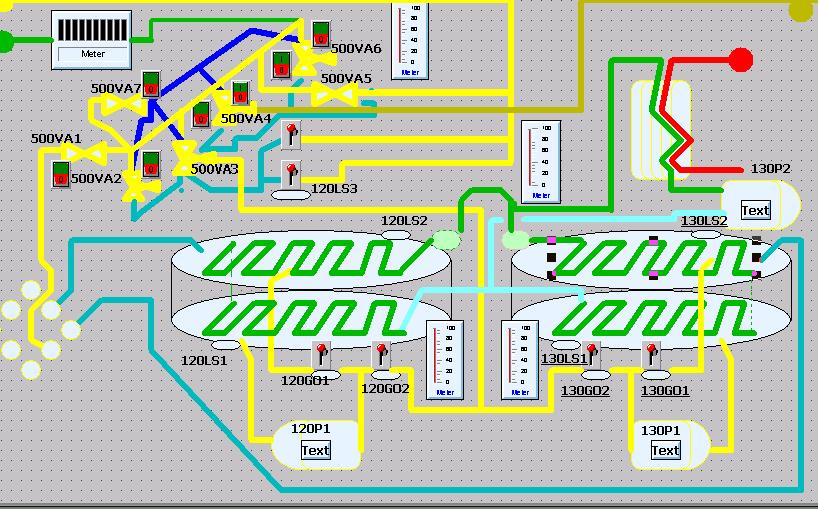 Meter
500VA6
100
80
60
40
20
0
Meter
500VA7
500VA5
500VA4
500VA1
500VA2
500VA3
120LS3
100
80
60
40
20
0
Meter
130P2
Text
120LS2
130LS2
120LS1
120GO1
120GO2
100
80
60
40
20
0
Meter
100
80
60
40
20
0
Meter
130LS1
130GO2
130GO1
120P1
Text
130P1
Text